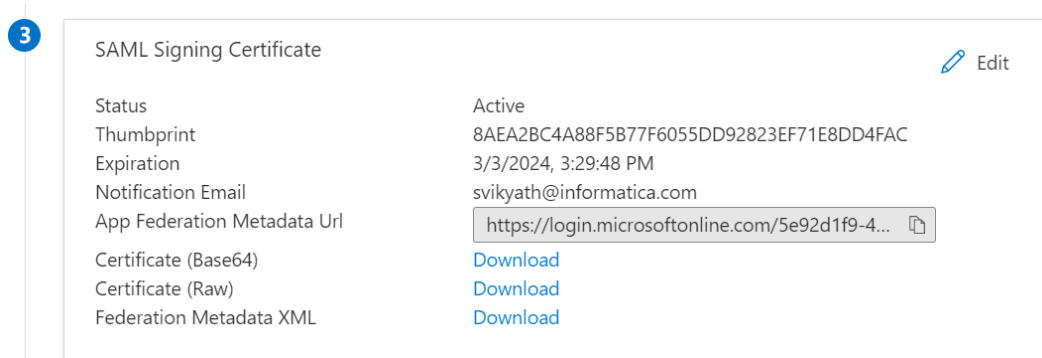 3
SAML Signing Certificate
Edit
Status Active
Thumbprint 8AEA2BC4A88F5B77F6055DD92823EF71E8DD4FAC
Expiration 3/3/2024, 3:29:48 PM
Notification Email svikyath@informatica.com
App Federation Metadata Url https://login.microsoftonline.com/5e92d1f9-4...
Certificate (Base64) Download
Certificate (Raw) Download
Federation Metadata XML Download